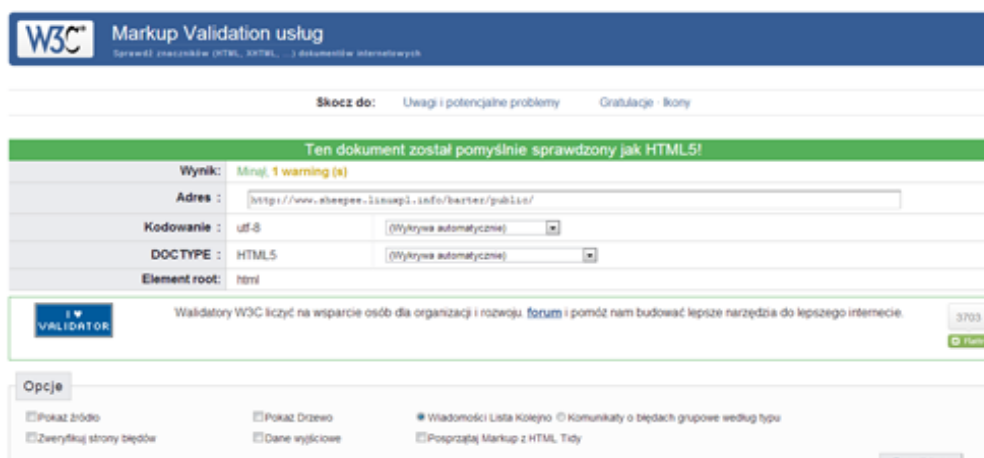 W3C Markup Validation usług
Sprawdź znaczników (HTML, XHTML, ...) dokumentów internetowych
Skocz do: Uwagi i potencjalne problemy Gratulacje · Ikony
Ten dokument został pomyślnie sprawdzony jak HTML5!
Wynik: Minął, 1 warning (s)
Adres : http://www.sheepee.linuxpl.info/barter/public/
Kodowanie : utf-8 (Wykrywa automatycznie)
DOCTYPE : HTML5 (Wykrywa automatycznie)
Element root: html
I ♥ VALIDATOR
Walidatory W3C liczyć na wsparcie osób dla organizacji i rozwoju. forum i pomóż nam budować lepsze narzędzia do lepszego internecie.
3703
Opcje
Pokaż źródło Pokaż Drzewo Wiadomości Lista Kolejno Komunikaty o błędach grupowe według typu
Zweryfikuj strony błędów Dane wyjściowe Posprzątaj Markup z HTML Tidy